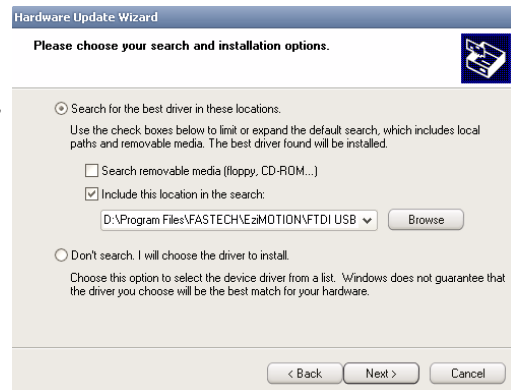 Hardware Update Wizard
Please choose your search and installation options.
Search for the best driver in these locations.
Use the check boxes below to limit or expand the default search, which includes local
paths and removable media. The best driver found will be installed.
Search removable media (floppy, CD-ROM...)
Include this location in the search:
D:\Program Files\FASTECH\EziMOTION\FTDI USB
Browse
Don't search. I will choose the driver to install.
Choose this option to select the device driver from a list. Windows does not guarantee that
the driver you choose will be the best match for your hardware.
< Back Next > Cancel